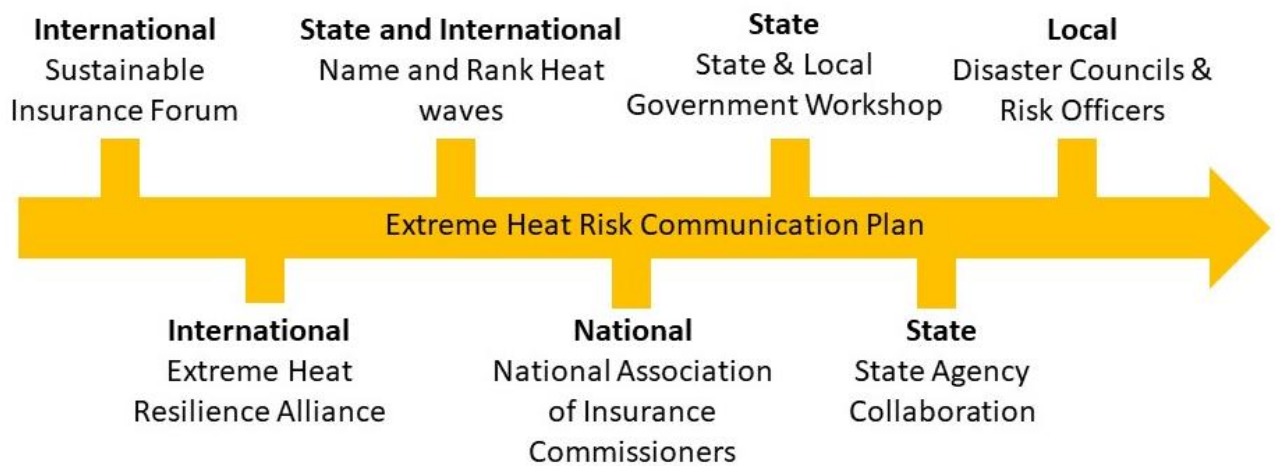 International
Sustainable
Insurance Forum
State and International
Name and Rank Heat
waves
State
State & Local
Government Workshop
Local
Disaster Councils &
Risk Officers
Extreme Heat Risk Communication Plan
International
Extreme Heat
Resilience Alliance
National
National Association
of Insurance
Commissioners
State
State Agency
Collaboration